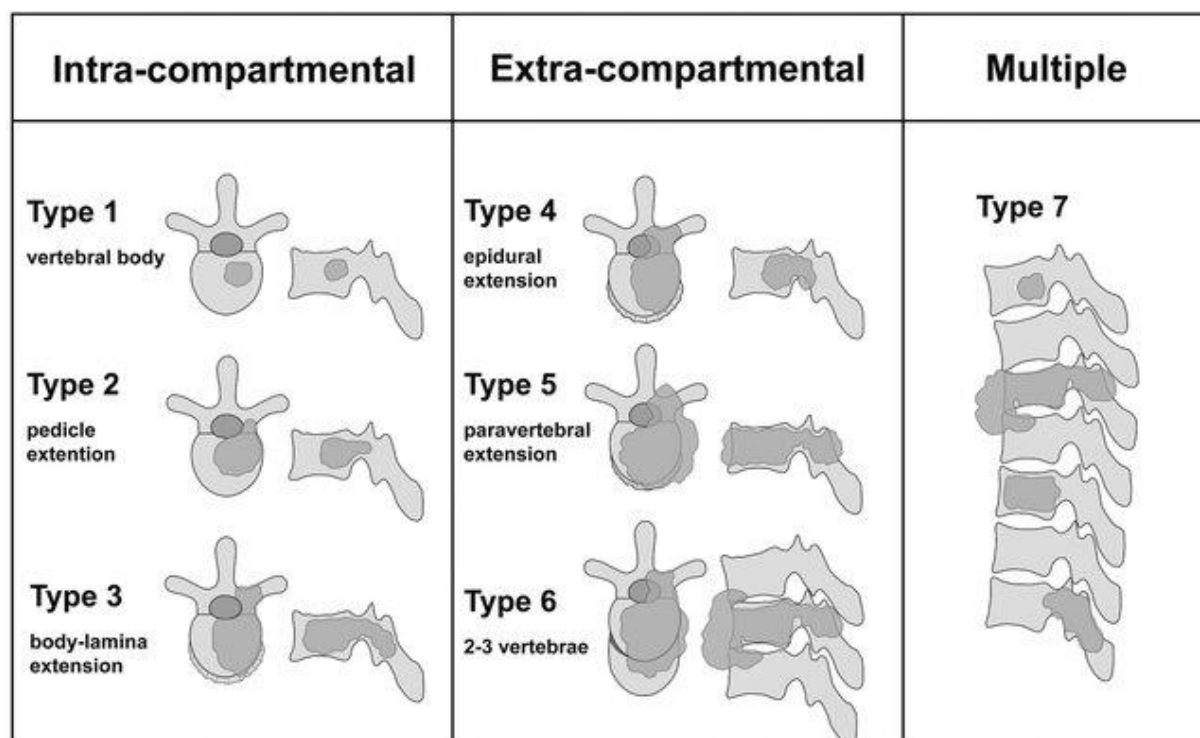 Intra-compartmental
Extra-compartmental
Multiple
Type 1
vertebral body
Type 2
pedicle
extention
Type 3
body-lamina
extension
Type 4
epidural
extension
Type 5
paravertebral
extension
Type 6
2-3 vertebrae
Type 7